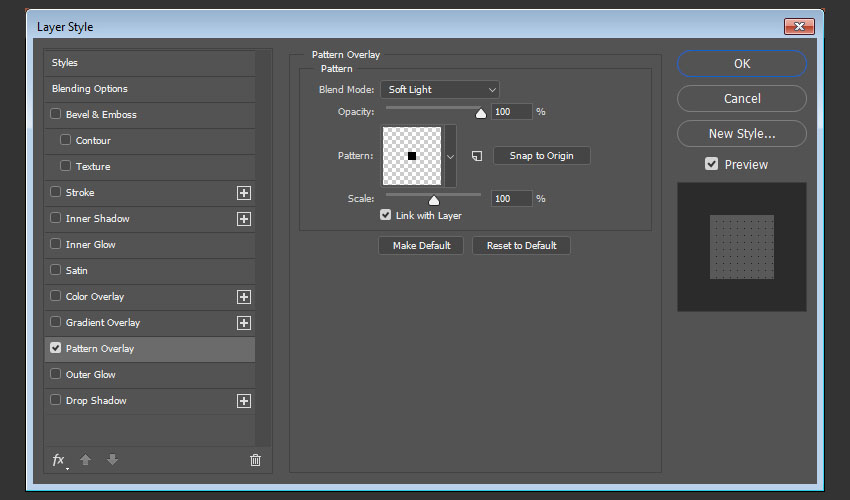 Layer Style
Styles
Blending Options
Bevel & Emboss
Contour
Texture
Stroke
Inner Shadow
Inner Glow
Satin
Color Overlay
Gradient Overlay
Pattern Overlay
Outer Glow
Drop Shadow
fx
Pattern Overlay
Pattern
Blend Mode: Soft Light
Opacity: 100 %
Pattern: Snap to Origin
Scale: 100 %
Link with Layer
Make Default Reset to Default
OK
Cancel
New Style...
Preview